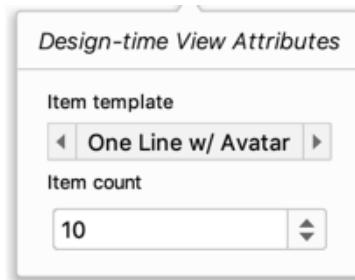 Design-time View Attributes
Item template
One Line w/ Avatar
Item count
10